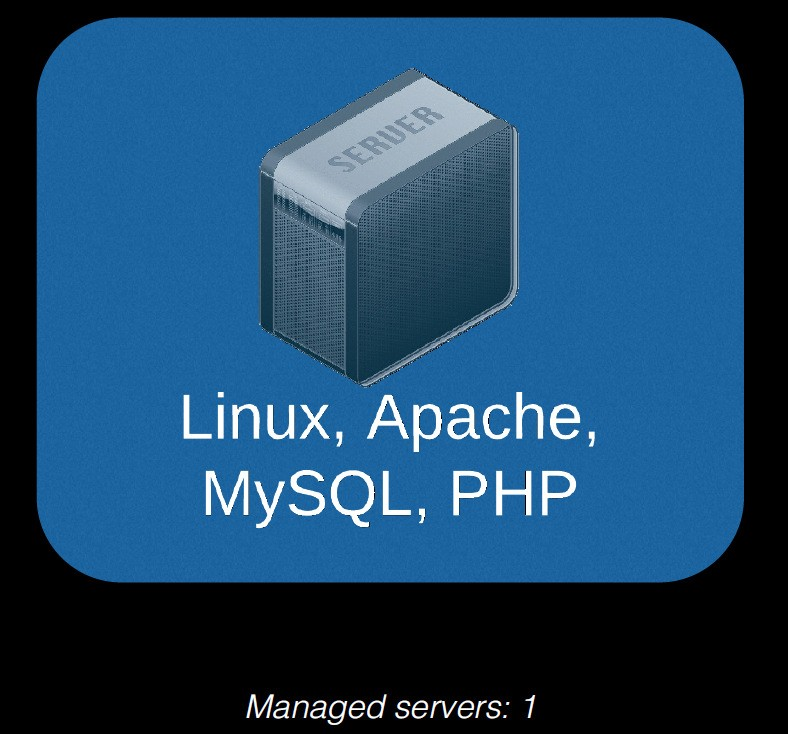 SERVER
Linux, Apache,
MySQL, PHP
Managed servers: 1